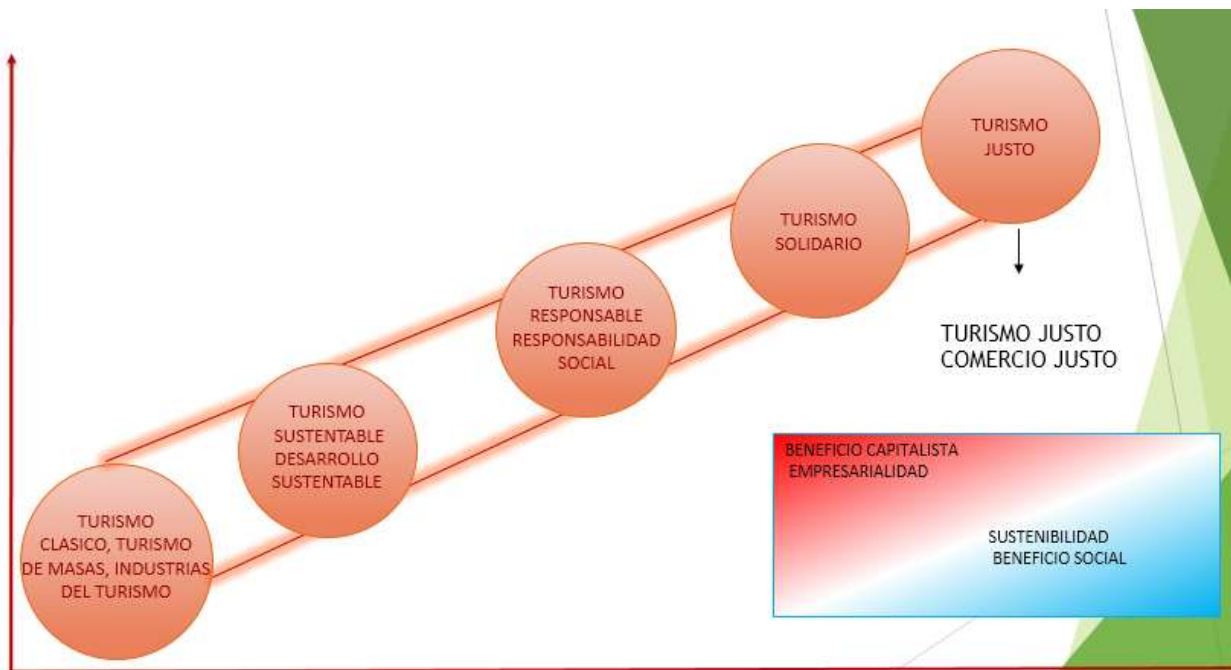 TURISMO
CLASICO, TURISMO
DE MASAS, INDUSTRIAS
DEL TURISMO
TURISMO
SUSTENTABLE
DESARROLLO
SUSTENTABLE
TURISMO
RESPONSABLE
RESPONSABILIDAD
SOCIAL
TURISMO
SOLIDARIO
TURISMO
JUSTO
TURISMO JUSTO
COMERCIO JUSTO
BENEFICIO CAPITALISTA
EMPRESARIALIDAD
SUSTENIBILIDAD
BENEFICIO SOCIAL